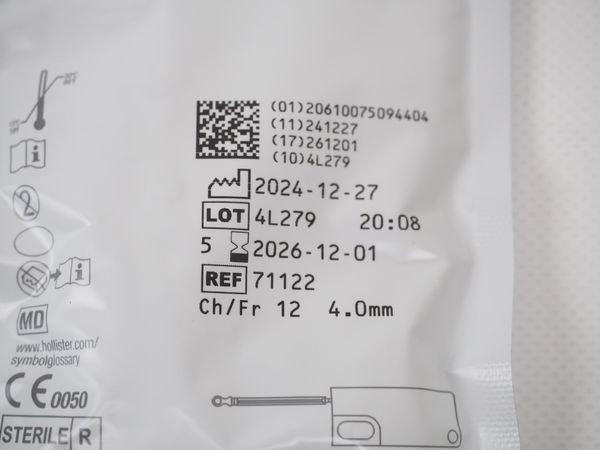 (01)20610075094404
(11)241227
(17)261201
(10)4L279
2024-12-27
LOT 4L279 20:08
5 2026-12-01
REF 71122
Ch/Fr 12 4.0mm
i
2
i
MD
www.hollister.com/
symbolglossary
CE 0050
STERILE R